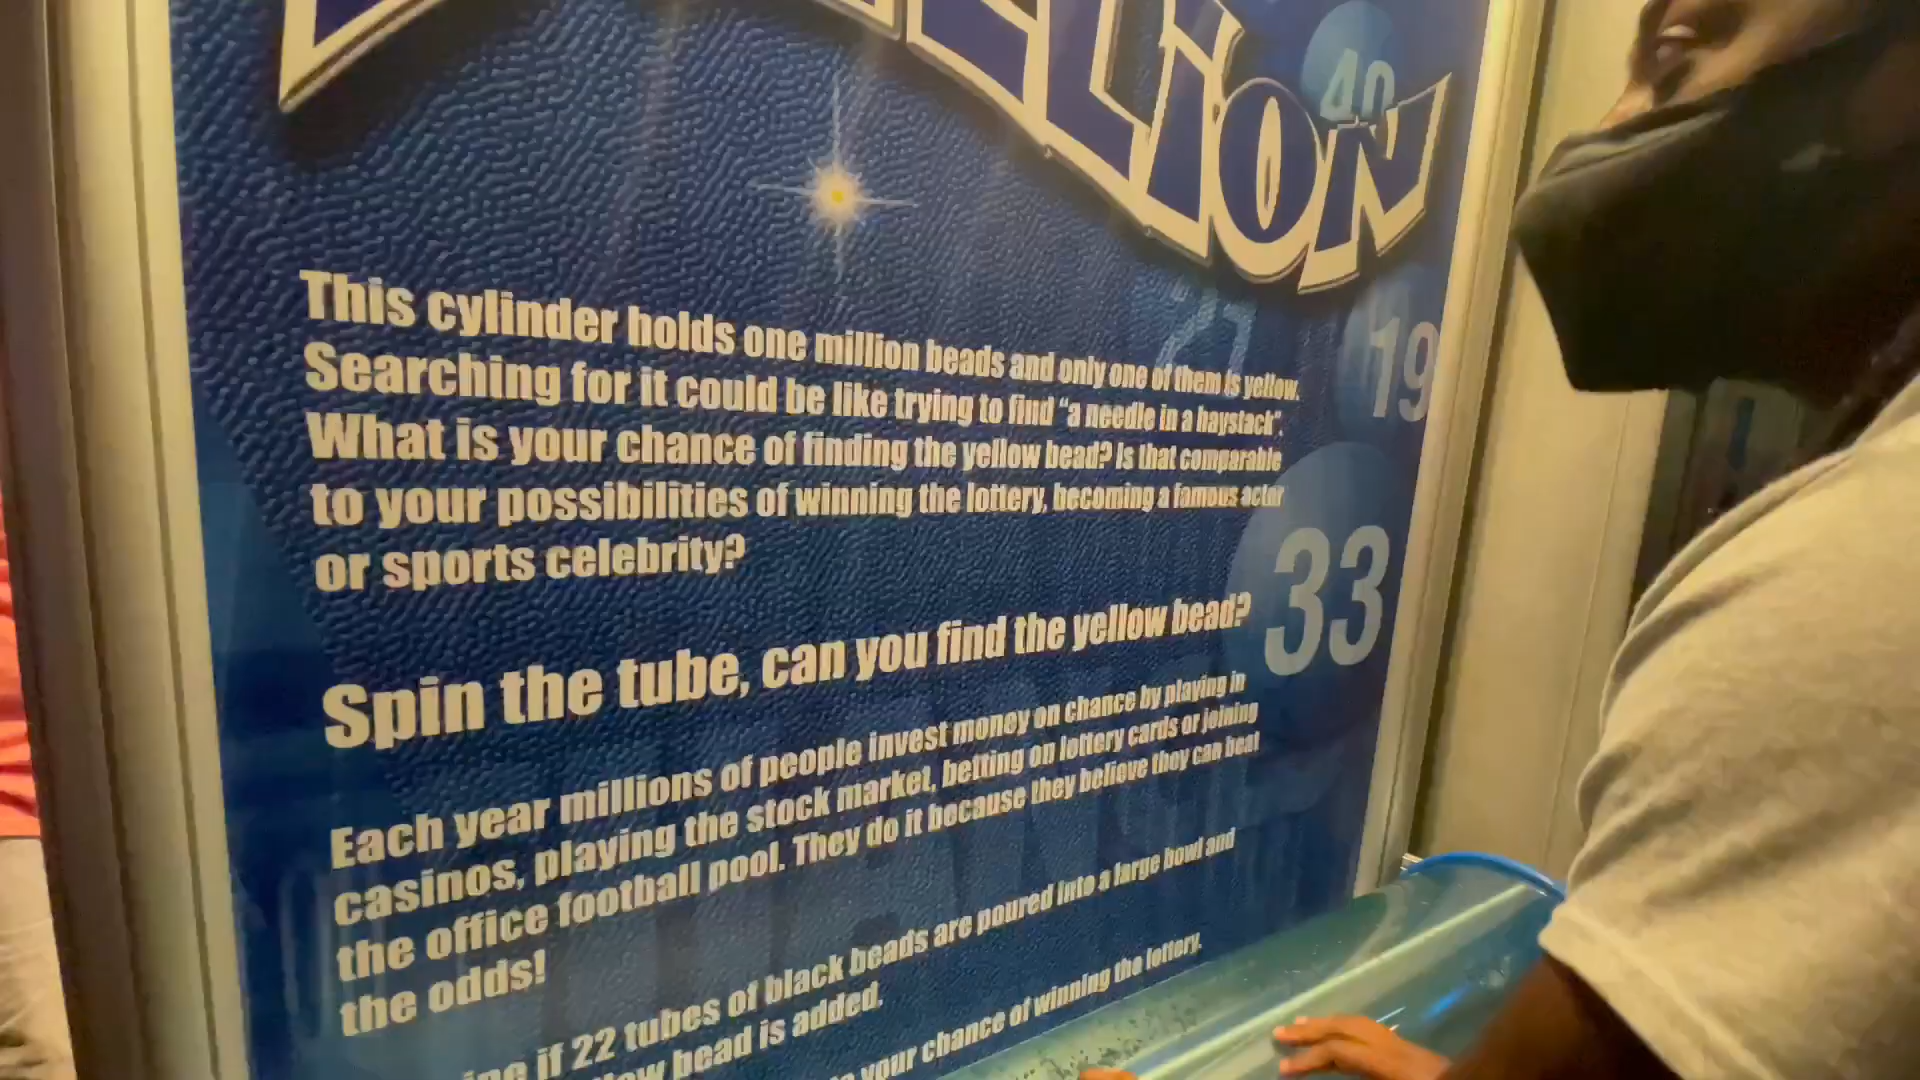 LION
40
27
19
This cylinder holds one million beads and only one of them is yellow.
Searching for it could be like trying to find “a needle in a haystack”.
What is your chance of finding the yellow bead? Is that comparable
to your possibilities of winning the lottery, becoming a famous actor
or sports celebrity?
33
Spin the tube, can you find the yellow bead?
Each year millions of people invest money on chance by playing in
casinos, playing the stock market, betting on lottery cards or joining
the office football pool. They do it because they believe they can beat
the odds!
if 22 tubes of black beads are poured into a large bowl and
bead is added.
your chance of winning the lottery.